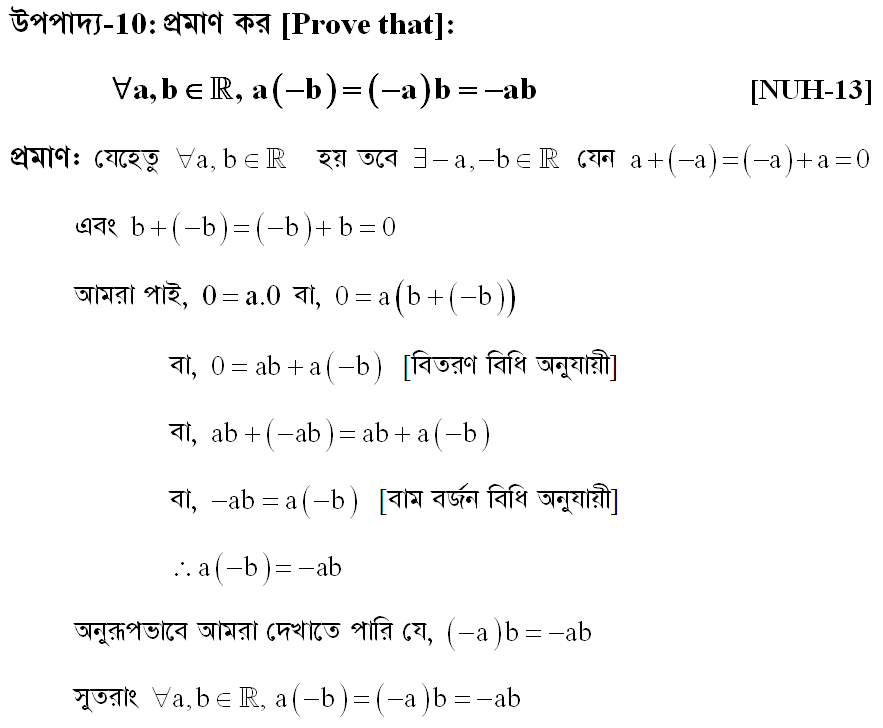 উপপাদ্য-10: প্রমাণ কর [Prove that]:
∀a, b ∈ ℝ, a(−b) = (−a)b = −ab [NUH-13]
প্রমাণ: যেহেতু ∀a, b ∈ ℝ হয় তবে ∃ − a, −b ∈ ℝ যেন a + (−a) = (−a) + a = 0
এবং b + (−b) = (−b) + b = 0
আমরা পাই, 0 = a.0 বা, 0 = a(b + (−b))
বা, 0 = ab + a(−b) [বিতরণ বিধি অনুযায়ী]
বা, ab + (−ab) = ab + a(−b)
বা, −ab = a(−b) [বাম বর্জন বিধি অনুযায়ী]
∴ a(−b) = −ab
অনুরূপভাবে আমরা দেখাতে পারি যে, (−a)b = −ab
সুতরাং ∀a, b ∈ ℝ, a(−b) = (−a)b = −ab